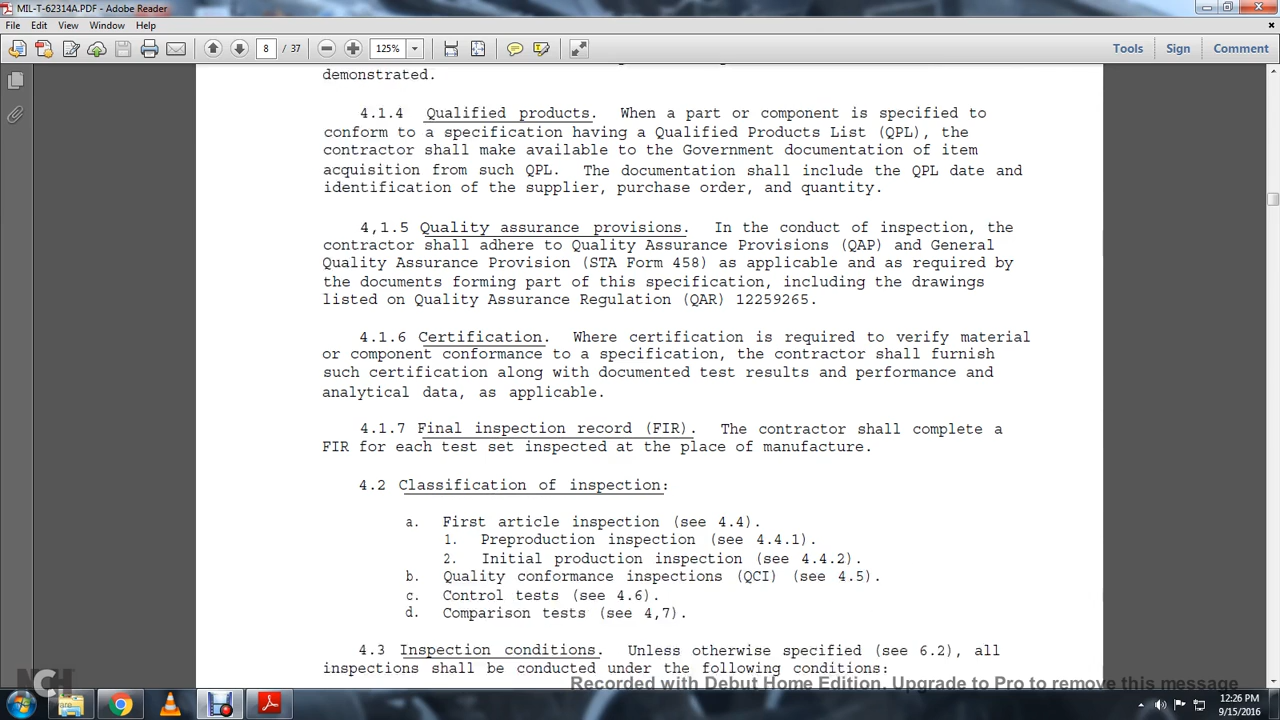 MIL-T-62314A.PDF - Adobe Reader
File Edit View Window Help
8 / 37 125% Tools Sign Comment
demonstrated.
4.1.4 Qualified products. When a part or component is specified to
conform to a specification having a Qualified Products List (QPL), the
contractor shall make available to the Government documentation of item
acquisition from such QPL. The documentation shall include the QPL date and
identification of the supplier, purchase order, and quantity.
4,1.5 Quality assurance provisions. In the conduct of inspection, the
contractor shall adhere to Quality Assurance Provisions (QAP) and General
Quality Assurance Provision (STA Form 458) as applicable and as required by
the documents forming part of this specification, including the drawings
listed on Quality Assurance Regulation (QAR) 12259265.
4.1.6 Certification. Where certification is required to verify material
or component conformance to a specification, the contractor shall furnish
such certification along with documented test results and performance and
analytical data, as applicable.
4.1.7 Final inspection record (FIR). The contractor shall complete a
FIR for each test set inspected at the place of manufacture.
4.2 Classification of inspection:
a. First article inspection (see 4.4).
1. Preproduction inspection (see 4.4.1).
2. Initial production inspection (see 4.4.2).
b. Quality conformance inspections (QCI) (see 4.5).
c. Control tests (see 4.6).
d. Comparison tests (see 4,7).
4.3 Inspection conditions. Unless otherwise specified (see 6.2), all
inspections shall be conducted under the following conditions:
Recorded with Debut Home Edition. Upgrade to Pro to remove this message
12:26 PM
9/15/2016